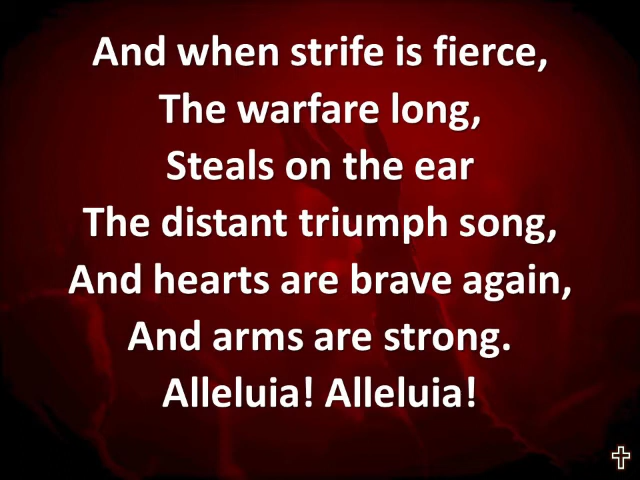 And when strife is fierce,
The warfare long,
Steals on the ear
The distant triumph song,
And hearts are brave again,
And arms are strong.
Alleluia! Alleluia!